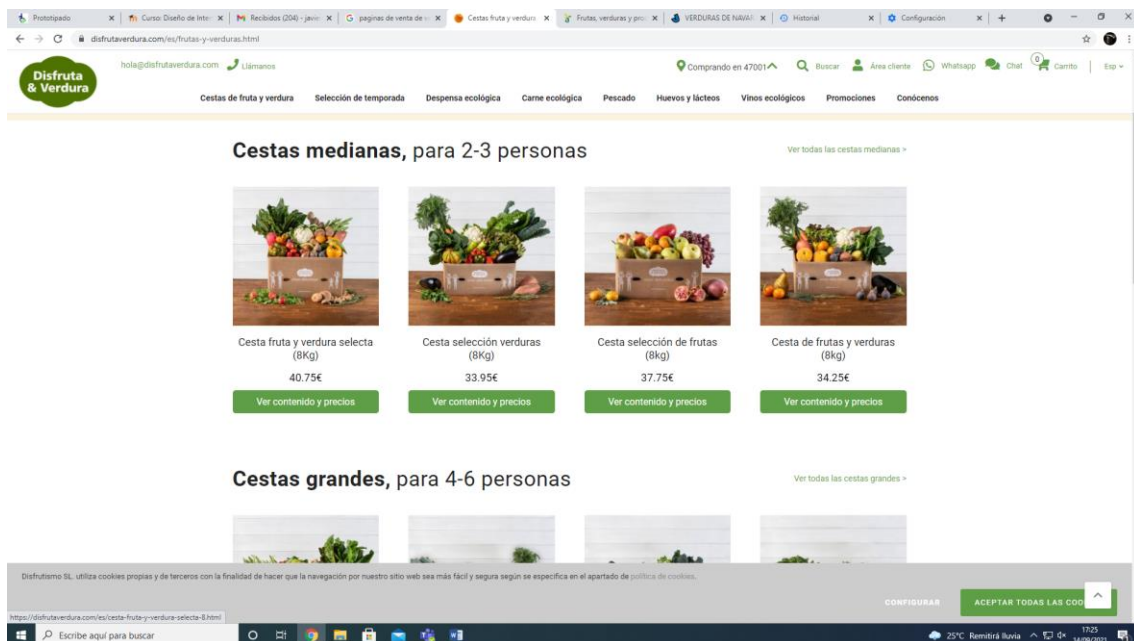 Prototipado
Curso: Diseño de Inter
Recibidos (204) - javier
paginas de venta de v
Cestas fruta y verdura
Frutas, verduras y pro
VERDURAS DE NAVA
Historial
Configuración
disfrutaverdura.com/es/frutas-y-verduras.html
Disfruta
& Verdura
hola@disfrutaverdura.com
Llámanos
Comprando en 47001
Buscar
Área cliente
Whatsapp
Chat
0
Carrito
Esp
Cestas de fruta y verdura
Selección de temporada
Despensa ecológica
Carne ecológica
Pescado
Huevos y lácteos
Vinos ecológicos
Promociones
Conócenos
Cestas medianas, para 2-3 personas
Ver todas las cestas medianas >
Cesta fruta y verdura selecta
(8Kg)
40.75€
Ver contenido y precios
Cesta selección verduras
(8Kg)
33.95€
Ver contenido y precios
Cesta selección de frutas
(8kg)
37.75€
Ver contenido y precios
Cesta de frutas y verduras
(8kg)
34.25€
Ver contenido y precios
Cestas grandes, para 4-6 personas
Ver todas las cestas grandes >
Disfrutismo SL. utiliza cookies propias y de terceros con la finalidad de hacer que la navegación por nuestro sitio web sea más fácil y segura según se especifica en el apartado de política de cookies.
CONFIGURAR
ACEPTAR TODAS LAS COO
https://disfrutaverdura.com/es/cesta-fruta-y-verdura-selecta-8.html
Escribe aquí para buscar
25°C Remitirá lluvia
17:25
14/09/2021